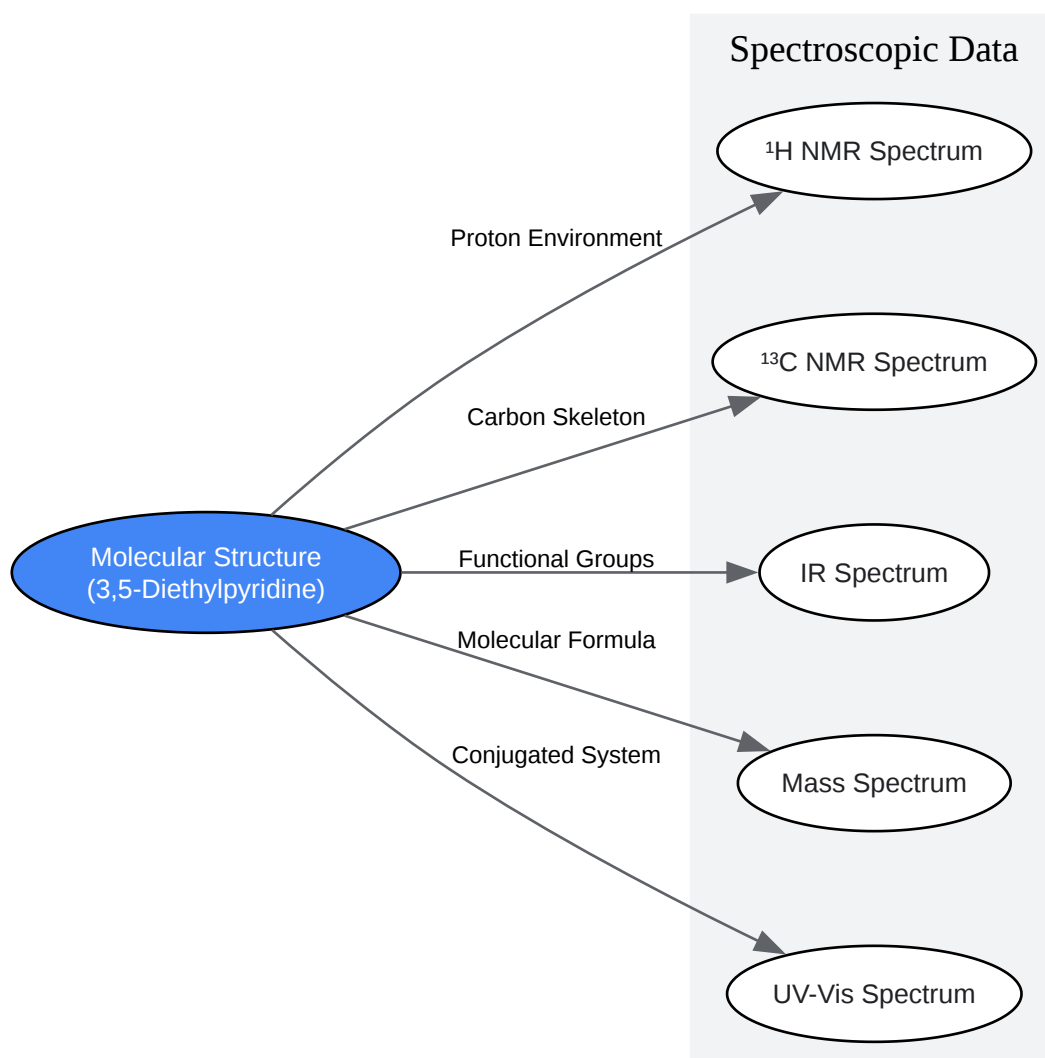 Spectroscopic Data
¹H NMR Spectrum
Proton Environment
¹³C NMR Spectrum
Carbon Skeleton
Molecular Structure
(3,5-Diethylpyridine)
Functional Groups
IR Spectrum
Molecular Formula
Mass Spectrum
Conjugated System
UV-Vis Spectrum